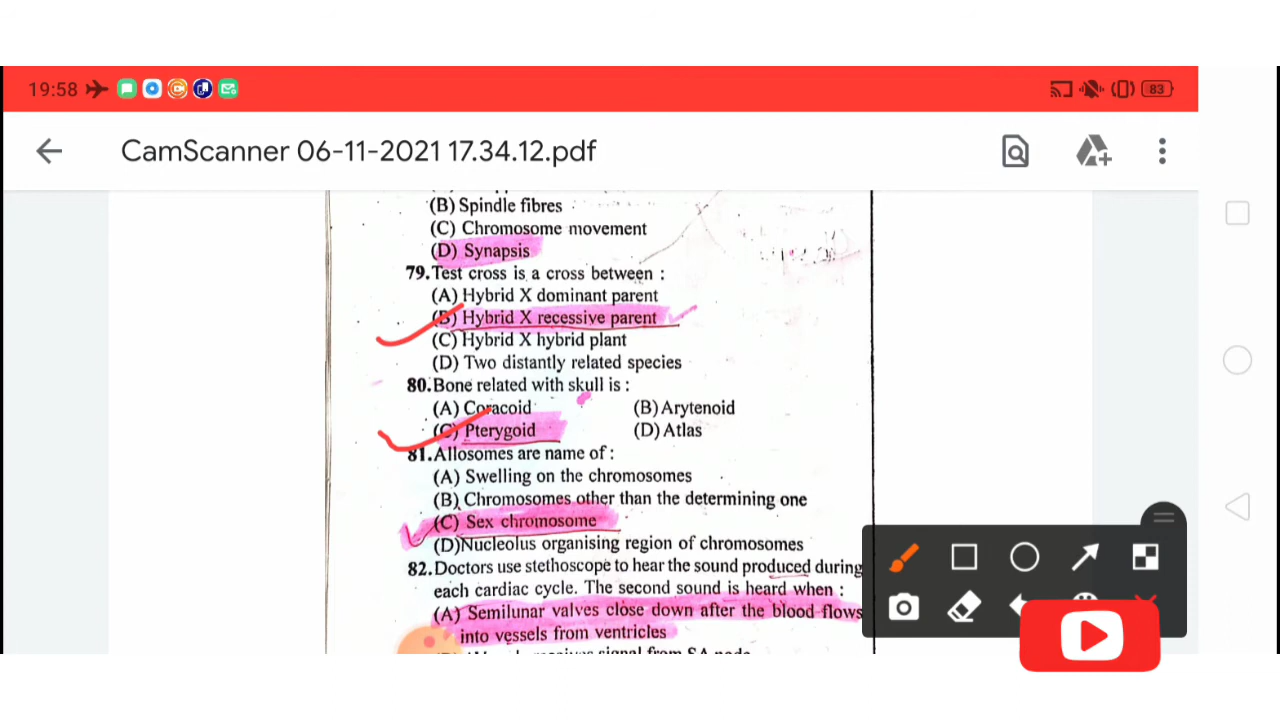 19:58
83
CamScanner 06-11-2021 17.34.12.pdf
(B) Spindle fibres
(C) Chromosome movement
(D) Synapsis
79. Test cross is a cross between :
(A) Hybrid X dominant parent
(B) Hybrid X recessive parent
(C) Hybrid X hybrid plant
(D) Two distantly related species
80. Bone related with skull is :
(A) Coracoid (B) Arytenoid
(C) Pterygoid (D) Atlas
81. Allosomes are name of :
(A) Swelling on the chromosomes
(B) Chromosomes other than the determining one
(C) Sex chromosome
(D) Nucleolus organising region of chromosomes
82. Doctors use stethoscope to hear the sound produced during
each cardiac cycle. The second sound is heard when :
(A) Semilunar valves close down after the blood flows
into vessels from ventricles
signal from SA node